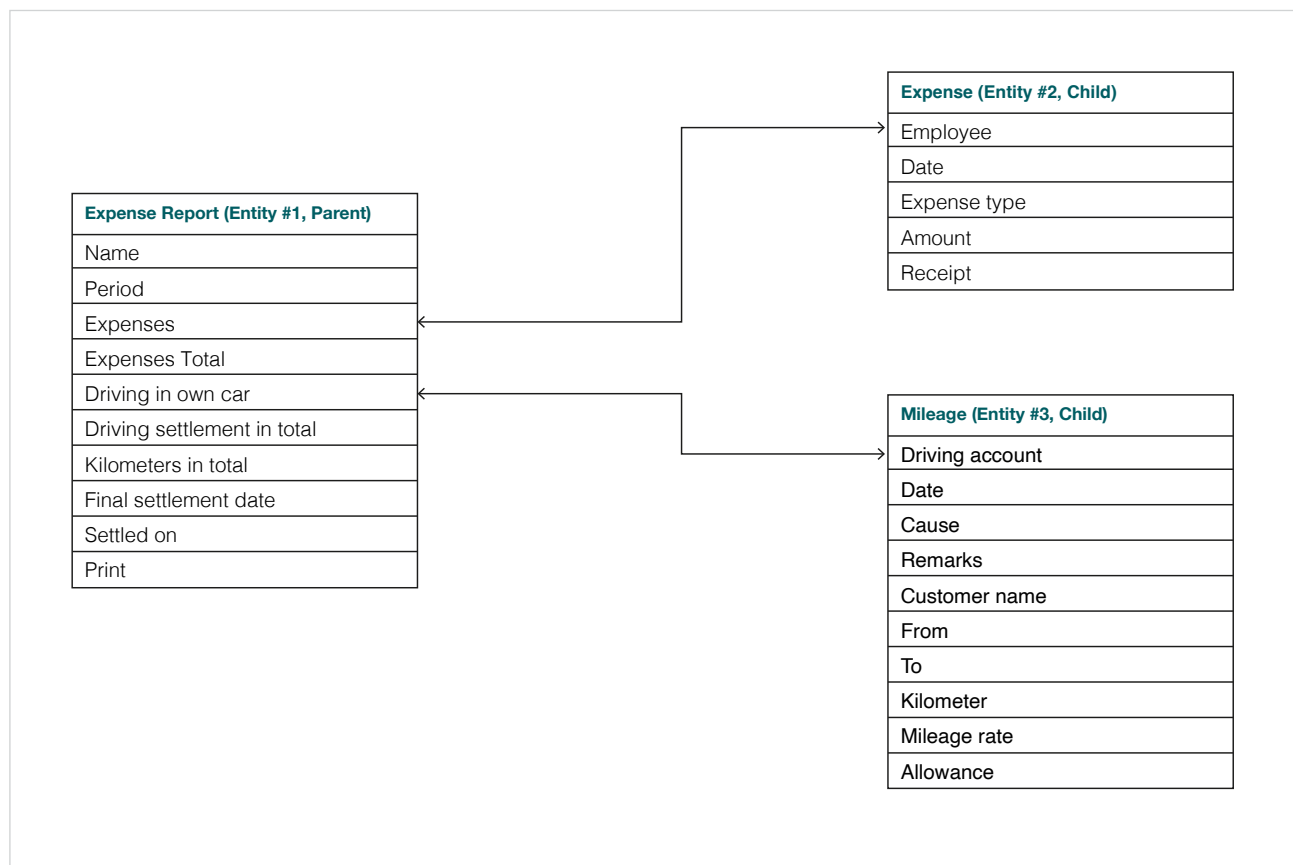 Expense Report (Entity #1, Parent)
Name
Period
Expenses
Expenses Total
Driving in own car
Driving settlement in total
Kilometers in total
Final settlement date
Settled on
Print
Expense (Entity #2, Child)
Employee
Date
Expense type
Amount
Receipt
Mileage (Entity #3, Child)
Driving account
Date
Cause
Remarks
Customer name
From
To
Kilometer
Mileage rate
Allowance